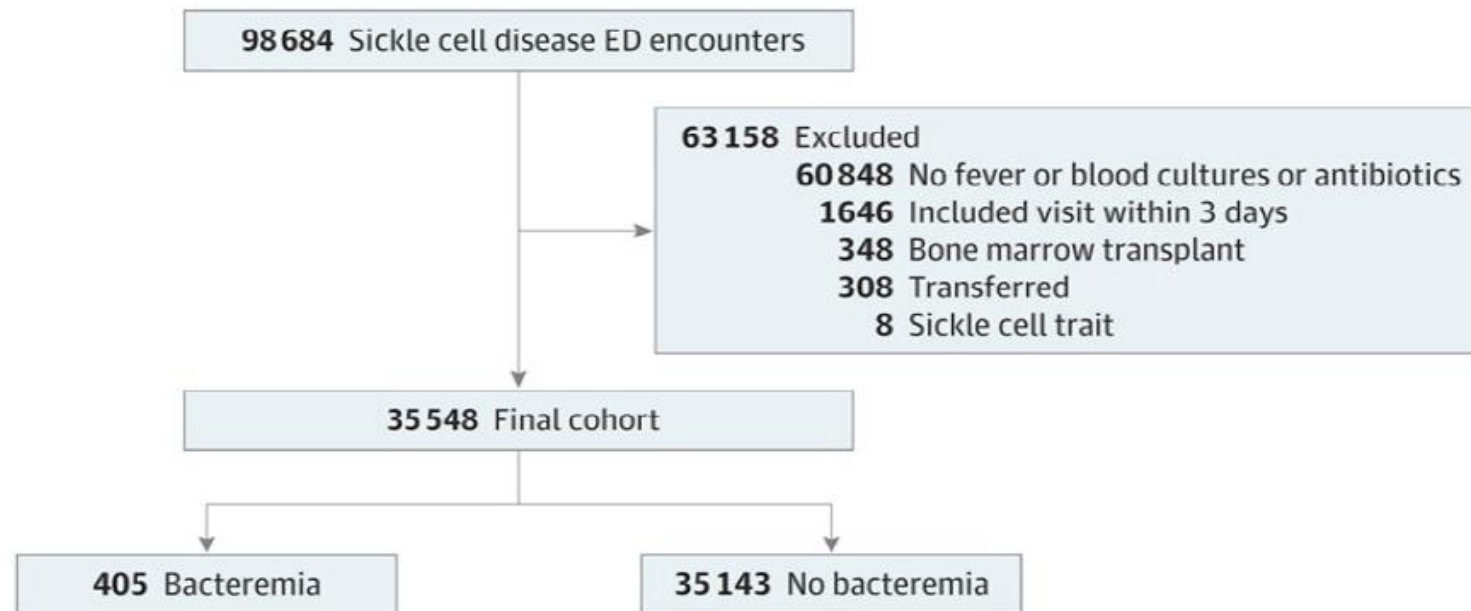 98684 Sickle cell disease ED encounters
63158 Excluded
60848 No fever or blood cultures or antibiotics
1646 Included visit within 3 days
348 Bone marrow transplant
308 Transferred
8 Sickle cell trait
35548 Final cohort
405 Bacteremia
35143 No bacteremia